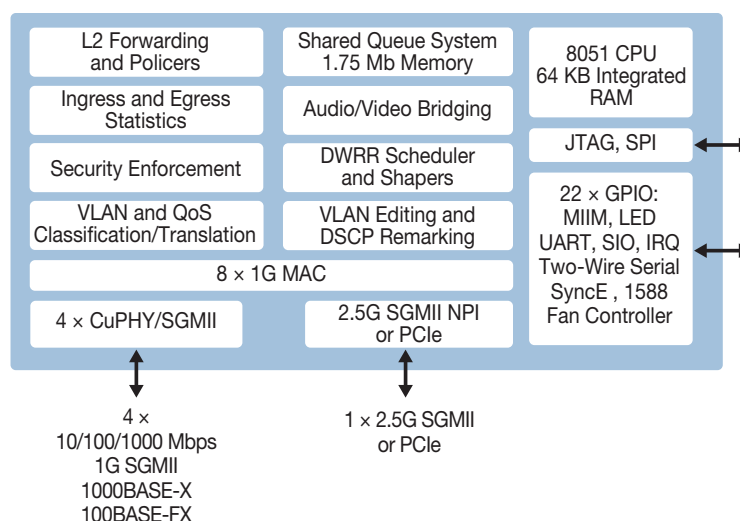 L2 Forwarding
and Policers
Shared Queue System
1.75 Mb Memory
8051 CPU
64 KB Integrated
RAM
Ingress and Egress
Statistics
Audio/Video Bridging
JTAG, SPI
Security Enforcement
DWRR Scheduler
and Shapers
22 × GPIO:
MIIM, LED
UART, SIO, IRQ
Two-Wire Serial
SyncE , 1588
Fan Controller
VLAN and QoS
Classification/Translation
VLAN Editing and
DSCP Remarking
8 × 1G MAC
4 × CuPHY/SGMII
2.5G SGMII NPI
or PCIe
4 ×
10/100/1000 Mbps
1G SGMII
1000BASE-X
100BASE-FX
1 × 2.5G SGMII
or PCIe